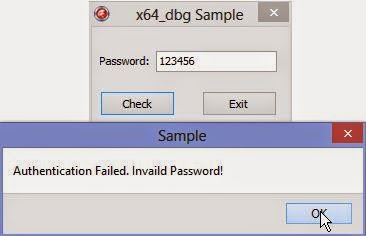 x64_dbg Sample
Password: 123456
Check Exit
Sample
Authentication Failed. Invaild Password!
OK